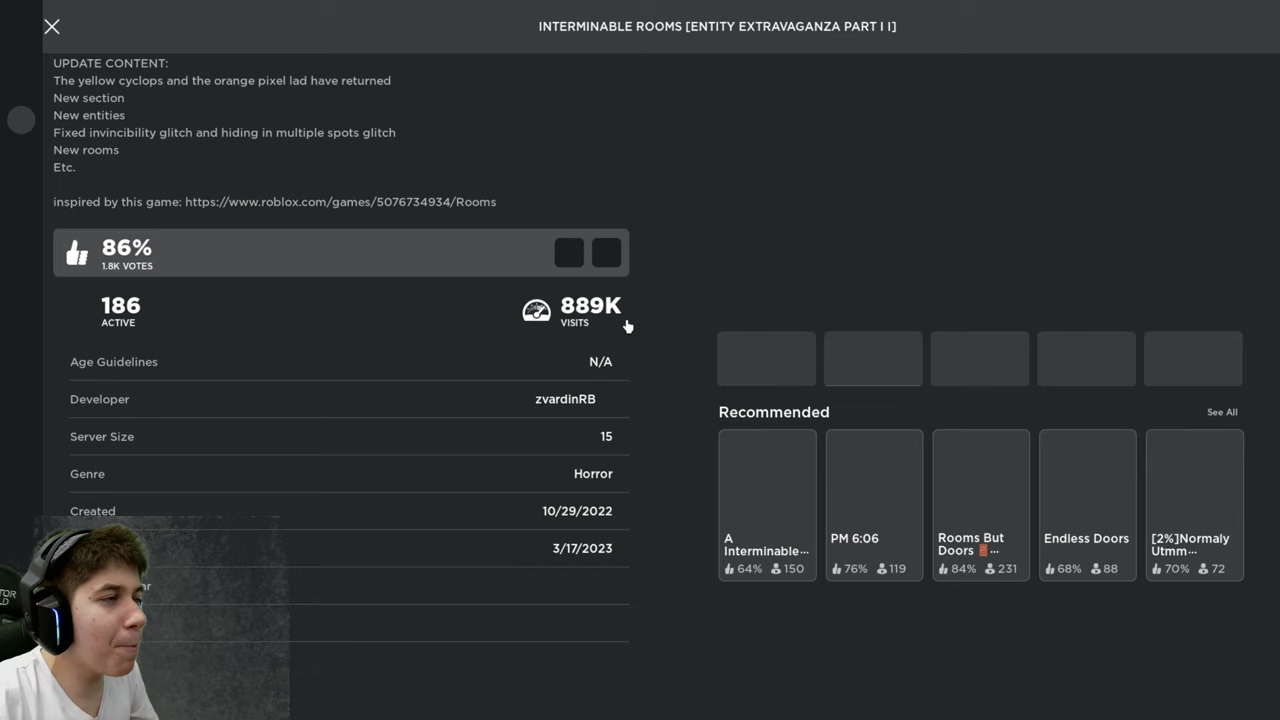 INTERMINABLE ROOMS [ENTITY EXTRAVAGANZA PART I I]
UPDATE CONTENT:
The yellow cyclops and the orange pixel lad have returned
New section
New entities
Fixed invincibility glitch and hiding in multiple spots glitch
New rooms
Etc.
inspired by this game: https://www.roblox.com/games/5076734934/Rooms
86%
1.8K VOTES
186
ACTIVE
889K
VISITS
Age Guidelines N/A
Developer zvardinRB
Server Size 15
Genre Horror
Created 10/29/2022
3/17/2023
Recommended
See All
A
Interminable...
64% 150
PM 6:06
76% 119
Rooms But
Doors 🚪...
84% 231
Endless Doors
68% 88
[2%]Normaly
Utmm...
70% 72